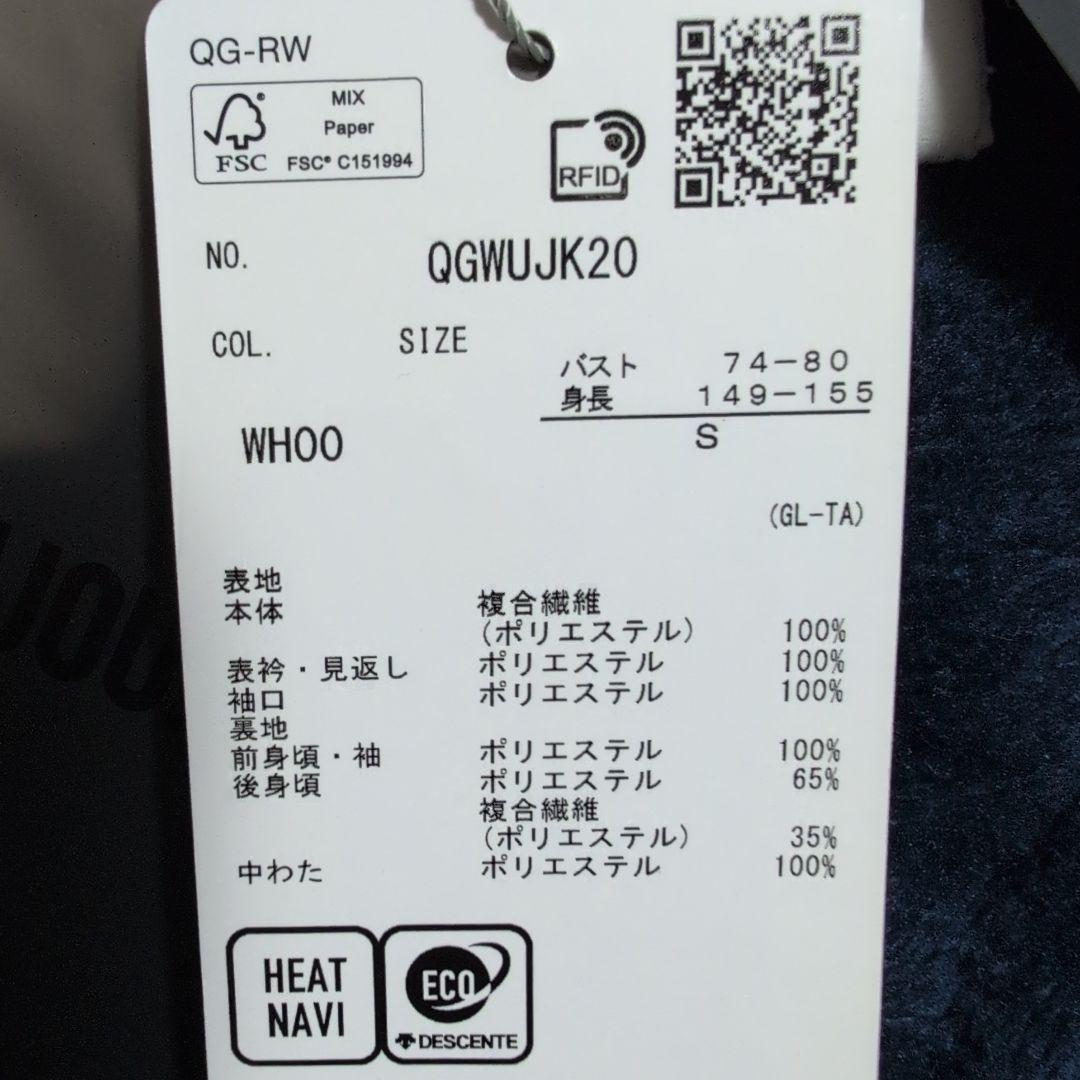 QG-RW
MIX
Paper
FSC® C151994
FSC
RFID
NO. QGWUJK20
COL. SIZE
バスト 74-80
身長 149-155
WH00 S
(GL-TA)
表地
本体 複合繊維
(ポリエステル) 100%
表衿・見返し ポリエステル 100%
袖口 ポリエステル 100%
裏地
前身頃・袖 ポリエステル 100%
後身頃 ポリエステル 65%
複合繊維
(ポリエステル) 35%
中わた ポリエステル 100%
HEAT
NAVI
ECO
DESCENTE